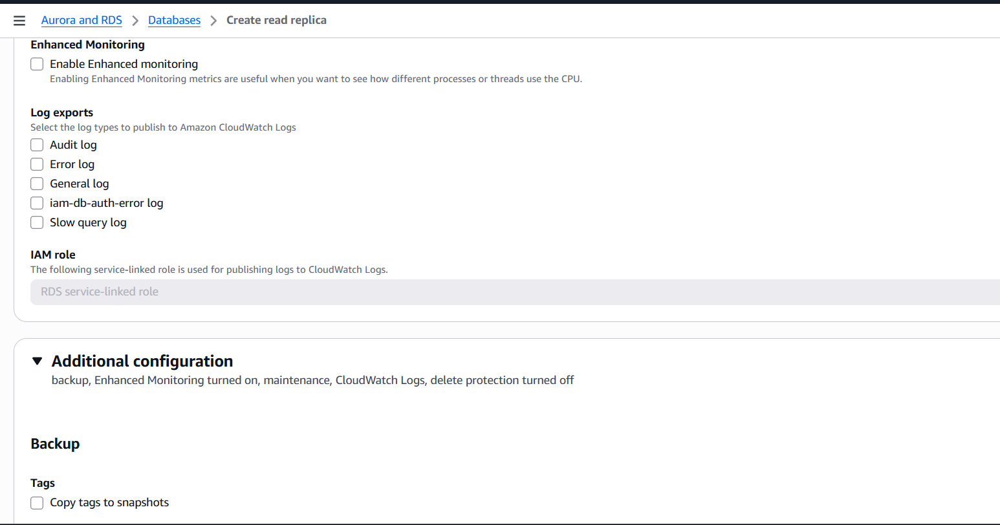 Aurora and RDS > Databases > Create read replica
Enhanced Monitoring
Enable Enhanced monitoring
Enabling Enhanced Monitoring metrics are useful when you want to see how different processes or threads use the CPU.
Log exports
Select the log types to publish to Amazon CloudWatch Logs
Audit log
Error log
General log
iam-db-auth-error log
Slow query log
IAM role
The following service-linked role is used for publishing logs to CloudWatch Logs.
RDS service-linked role
Additional configuration
backup, Enhanced Monitoring turned on, maintenance, CloudWatch Logs, delete protection turned off
Backup
Tags
Copy tags to snapshots